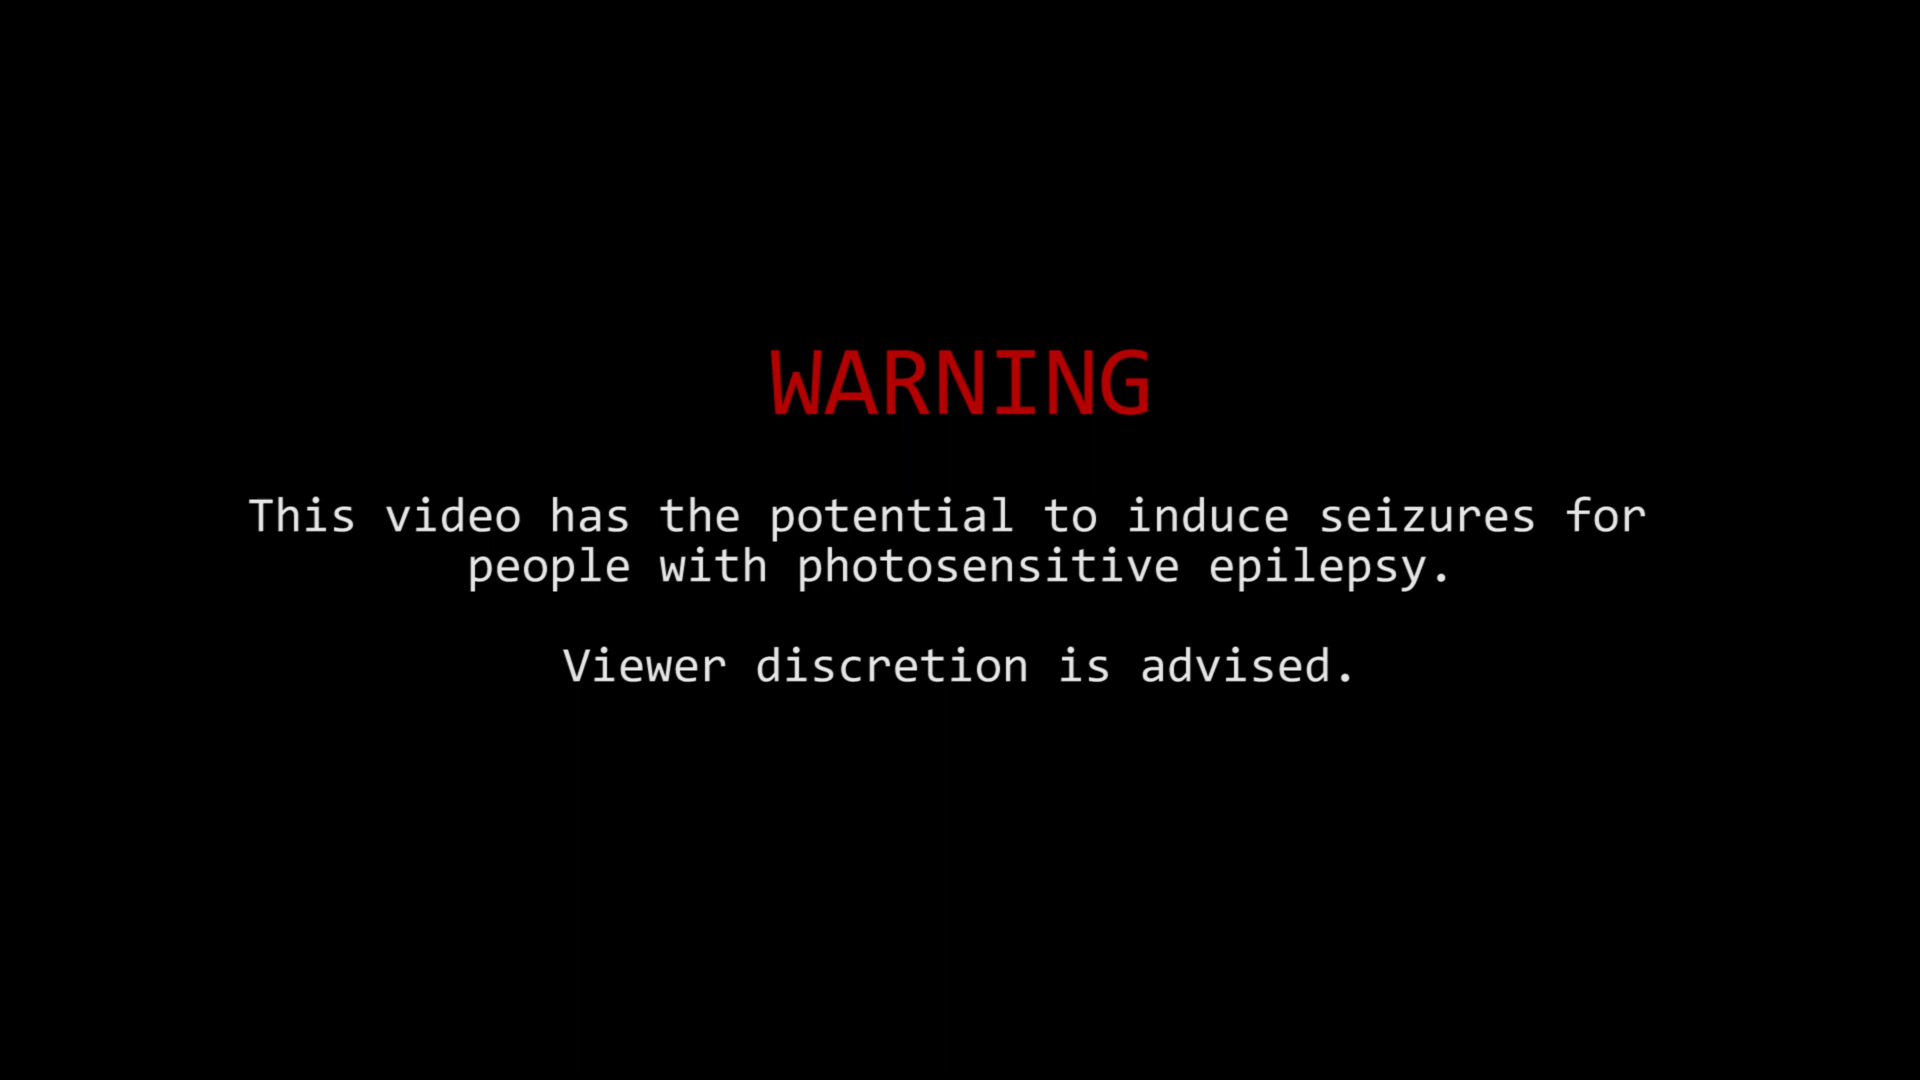 WARNING
This video has the potential to induce seizures for
people with photosensitive epilepsy.
Viewer discretion is advised.